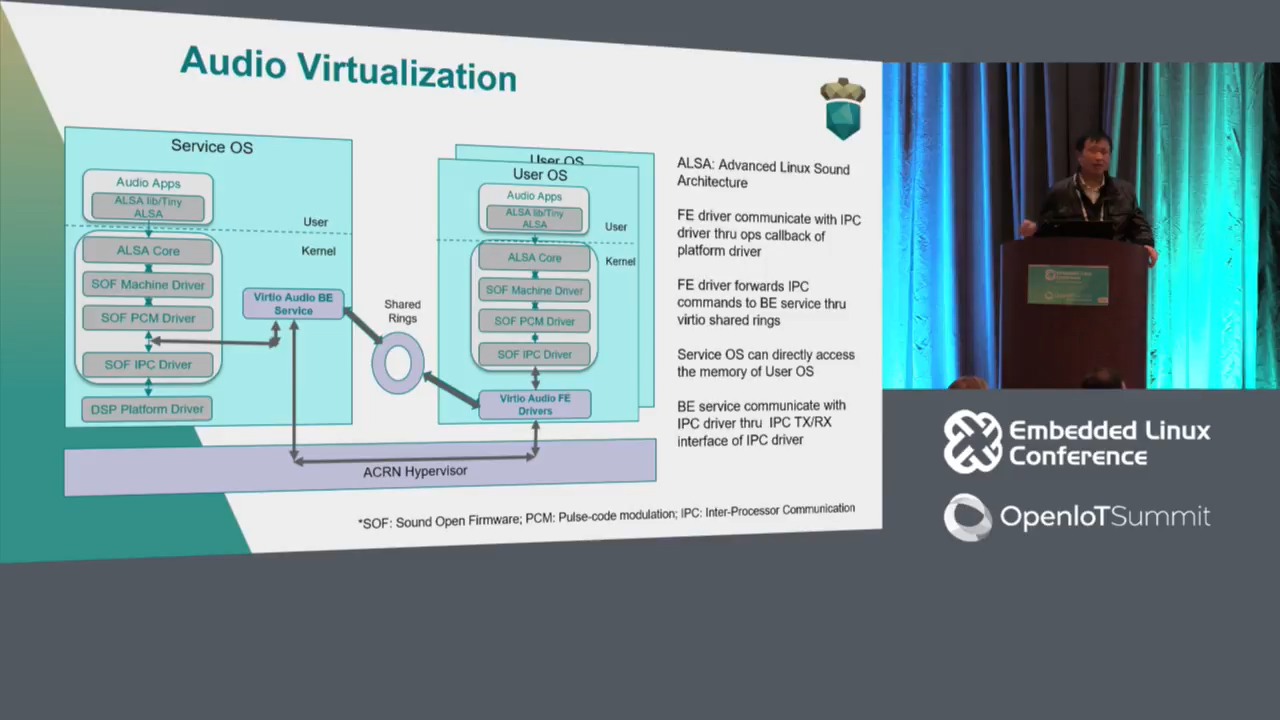 Audio Virtualization
Service OS
Audio Apps
ALSA lib/Tiny
ALSA
User
Kernel
ALSA Core
SOF Machine Driver
SOF PCM Driver
SOF IPC Driver
DSP Platform Driver
Virtio Audio BE
Service
Shared
Rings
User OS
User OS
Audio Apps
ALSA lib/Tiny
ALSA
User
Kernel
ALSA Core
SOF Machine Driver
SOF PCM Driver
SOF IPC Driver
Virtio Audio FE
Drivers
ACRN Hypervisor
ALSA: Advanced Linux Sound
Architecture
FE driver communicate with IPC
driver thru ops callback of
platform driver
FE driver forwards IPC
commands to BE service thru
virtio shared rings
Service OS can directly access
the memory of User OS
BE service communicate with
IPC driver thru IPC TX/RX
interface of IPC driver
*SOF: Sound Open Firmware; PCM: Pulse-code modulation; IPC: Inter-Processor Communication
Embedded Linux
Conference
Embedded Linux
Conference
OpenIoTSummit